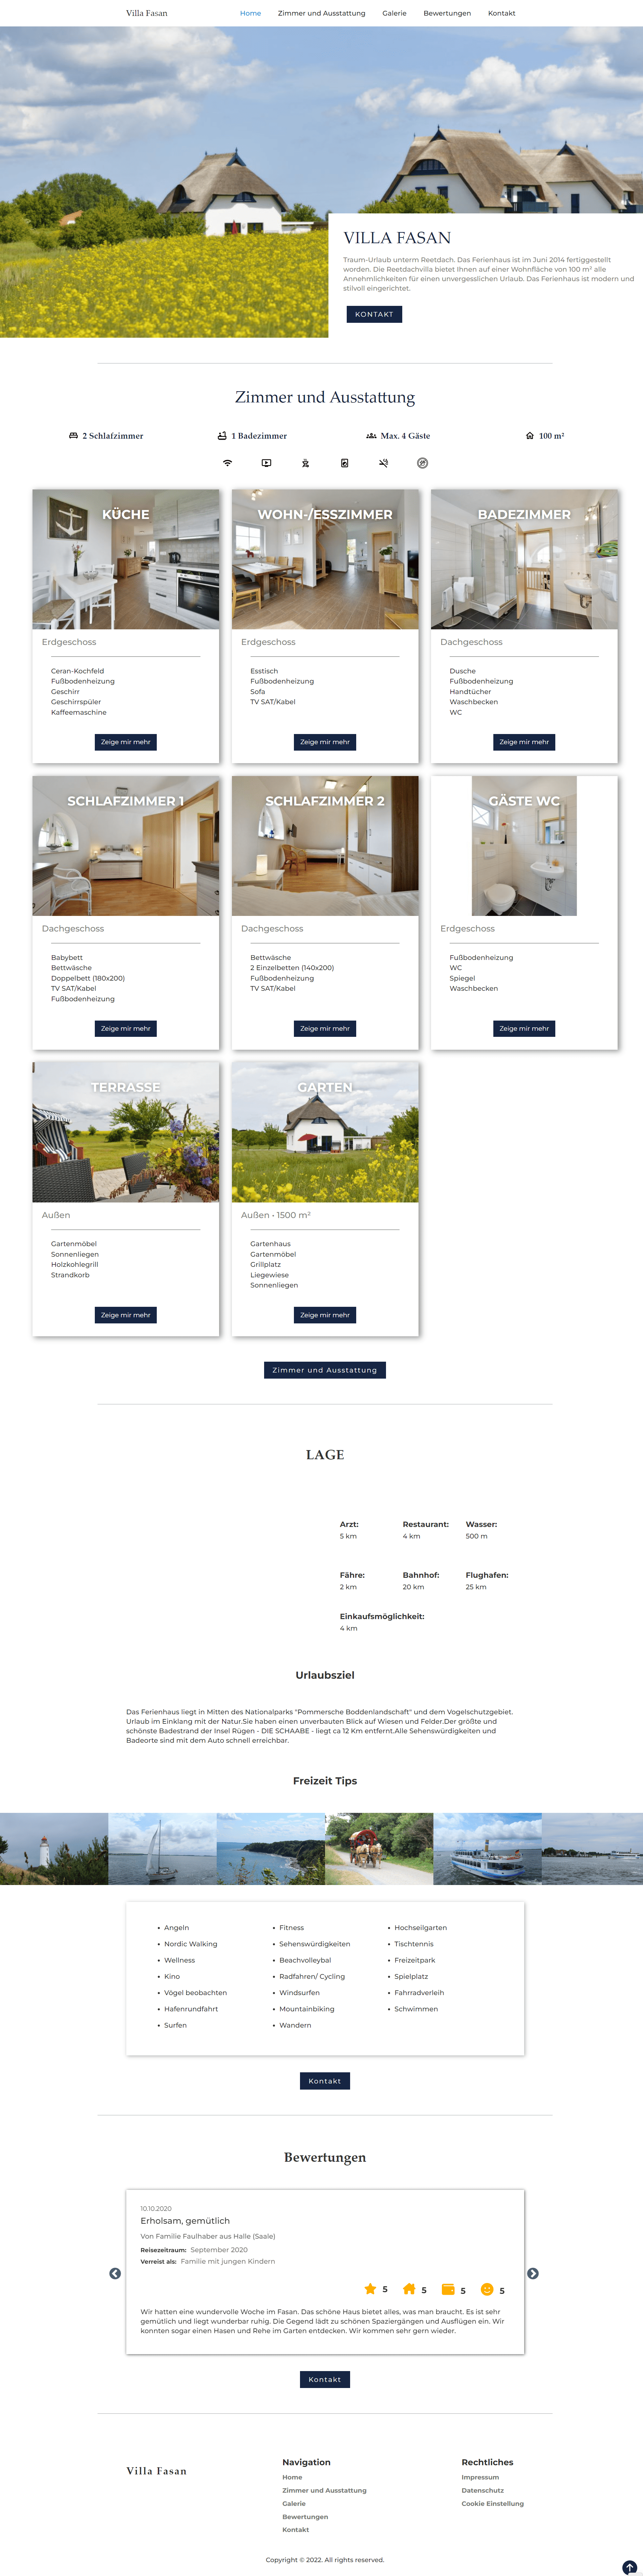 Villa Fasan
Home Zimmer und Ausstattung Galerie Bewertungen Kontakt
VILLA FASAN
Traum-Urlaub unterm Reetdach. Das Ferienhaus ist im Juni 2014 fertiggestellt
worden. Die Reetdachvilla bietet Ihnen auf einer Wohnfläche von 100 m² alle
Annehmlichkeiten für einen unvergesslichen Urlaub. Das Ferienhaus ist modern und
stilvoll eingerichtet.
KONTAKT
Zimmer und Ausstattung
2 Schlafzimmer
1 Badezimmer
Max. 4 Gäste
100 m²
KÜCHE
Erdgeschoss
Ceran-Kochfeld
Fußbodenheizung
Geschirr
Geschirrspüler
Kaffeemaschine
Zeige mir mehr
WOHN-/ESSZIMMER
Erdgeschoss
Esstisch
Fußbodenheizung
Sofa
TV SAT/Kabel
Zeige mir mehr
BADEZIMMER
Dachgeschoss
Dusche
Fußbodenheizung
Handtücher
Waschbecken
WC
Zeige mir mehr
SCHLAFZIMMER 1
Dachgeschoss
Babybett
Bettwäsche
Doppelbett (180x200)
TV SAT/Kabel
Fußbodenheizung
Zeige mir mehr
SCHLAFZIMMER 2
Dachgeschoss
Bettwäsche
2 Einzelbetten (140x200)
Fußbodenheizung
TV SAT/Kabel
Zeige mir mehr
GÄSTE WC
Erdgeschoss
Fußbodenheizung
WC
Spiegel
Waschbecken
Zeige mir mehr
TERRASSE
Außen
Gartenmöbel
Sonnenliegen
Holzkohlegrill
Strandkorb
Zeige mir mehr
GARTEN
Außen • 1500 m²
Gartenhaus
Gartenmöbel
Grillplatz
Liegewiese
Sonnenliegen
Zeige mir mehr
Zimmer und Ausstattung
LAGE
Arzt:
5 km
Restaurant:
4 km
Wasser:
500 m
Fähre:
2 km
Bahnhof:
20 km
Flughafen:
25 km
Einkaufsmöglichkeit:
4 km
Urlaubsziel
Das Ferienhaus liegt in Mitten des Nationalparks "Pommersche Boddenlandschaft" und dem Vogelschutzgebiet.
Urlaub im Einklang mit der Natur.Sie haben einen unverbauten Blick auf Wiesen und Felder.Der größte und
schönste Badestrand der Insel Rügen - DIE SCHAABE - liegt ca 12 Km entfernt.Alle Sehenswürdigkeiten und
Badeorte sind mit dem Auto schnell erreichbar.
Freizeit Tips
• Angeln
• Nordic Walking
• Wellness
• Kino
• Vögel beobachten
• Hafenrundfahrt
• Surfen
• Fitness
• Sehenswürdigkeiten
• Beachvolleybal
• Radfahren/ Cycling
• Windsurfen
• Mountainbiking
• Wandern
• Hochseilgarten
• Tischtennis
• Freizeitpark
• Spielplatz
• Fahrradverleih
• Schwimmen
Kontakt
Bewertungen
10.10.2020
Erholsam, gemütlich
Von Familie Faulhaber aus Halle (Saale)
Reisezeitraum: September 2020
Verreist als: Familie mit jungen Kindern
5 5 5 5
Wir hatten eine wundervolle Woche im Fasan. Das schöne Haus bietet alles, was man braucht. Es ist sehr
gemütlich und liegt wunderbar ruhig. Die Gegend lädt zu schönen Spaziergängen und Ausflügen ein. Wir
konnten sogar einen Hasen und Rehe im Garten entdecken. Wir kommen sehr gern wieder.
Kontakt
Villa Fasan
Navigation
Home
Zimmer und Ausstattung
Galerie
Bewertungen
Kontakt
Rechtliches
Impressum
Datenschutz
Cookie Einstellung
Copyright © 2022. All rights reserved.